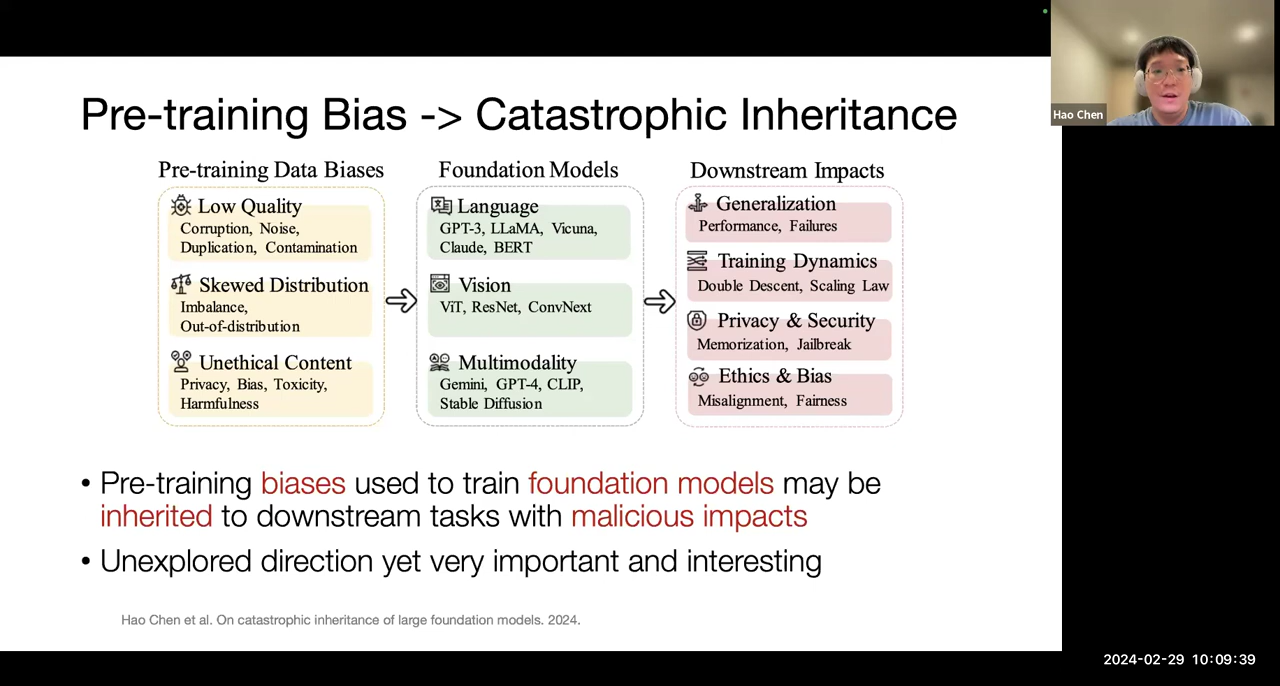 Pre-training Bias -> Catastrophic Inheritance
Hao Chen
Pre-training Data Biases
Low Quality
Corruption, Noise,
Duplication, Contamination
Skewed Distribution
Imbalance,
Out-of-distribution
Unethical Content
Privacy, Bias, Toxicity,
Harmfulness
Foundation Models
Language
GPT-3, LLaMA, Vicuna,
Claude, BERT
Vision
ViT, ResNet, ConvNext
Multimodality
Gemini, GPT-4, CLIP,
Stable Diffusion
Downstream Impacts
Generalization
Performance, Failures
Training Dynamics
Double Descent, Scaling Law
Privacy & Security
Memorization, Jailbreak
Ethics & Bias
Misalignment, Fairness
• Pre-training biases used to train foundation models may be
inherited to downstream tasks with malicious impacts
• Unexplored direction yet very important and interesting
Hao Chen et al. On catastrophic inheritance of large foundation models. 2024.
2024-02-29 10:09:39